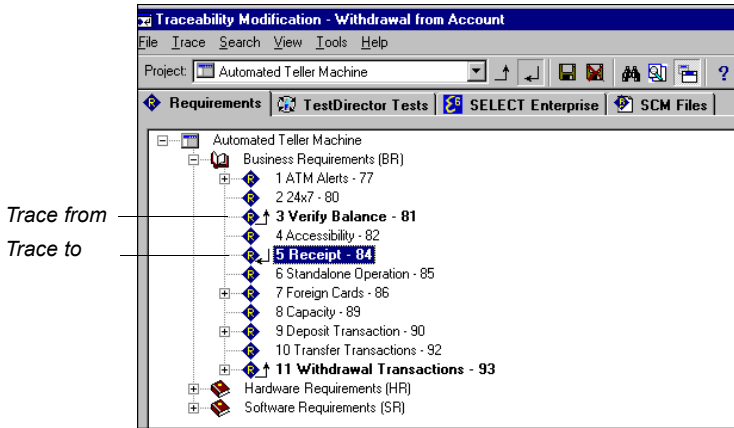 Traceability Modification - Withdrawal from Account
File Trace Search View Tools Help
Project: Automated Teller Machine
Requirements TestDirector Tests SELECT Enterprise SCM Files
Automated Teller Machine
Business Requirements (BR)
1 ATM Alerts - 77
2 24x7 - 80
Trace from
3 Verify Balance - 81
4 Accessibility - 82
Trace to
5 Receipt - 84
6 Standalone Operation - 85
7 Foreign Cards - 86
8 Capacity - 89
9 Deposit Transaction - 90
10 Transfer Transactions - 92
11 Withdrawal Transactions - 93
Hardware Requirements (HR)
Software Requirements (SR)